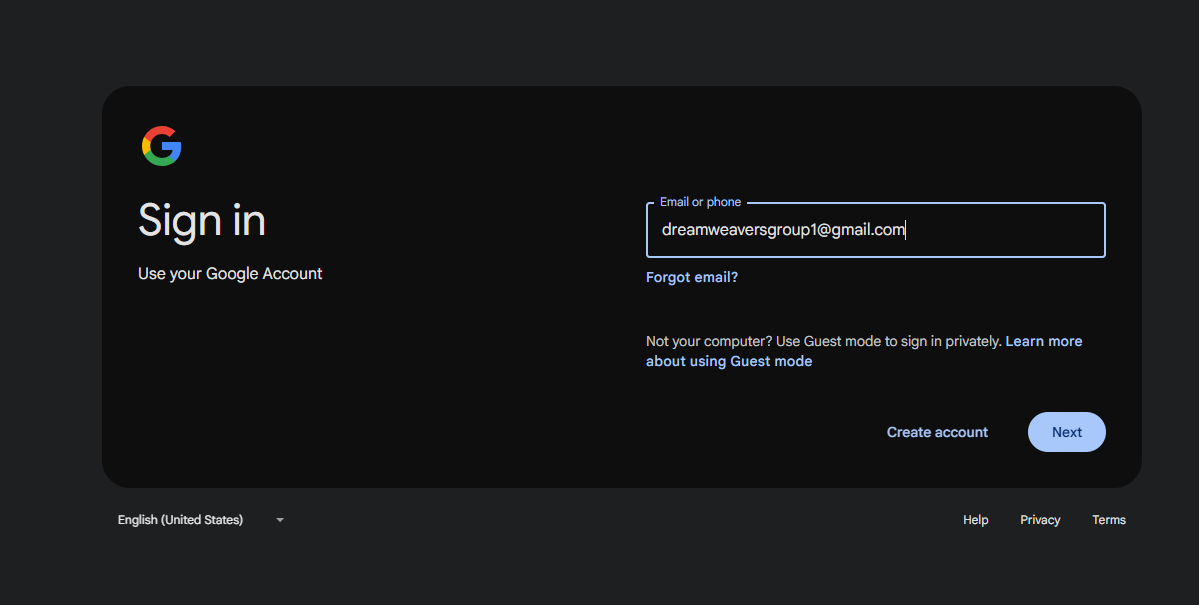 Sign in
Use your Google Account
Email or phone
dreamweaversgroup1@gmail.com
Forgot email?
Not your computer? Use Guest mode to sign in privately. Learn more
about using Guest mode
Create account
Next
English (United States)
Help
Privacy
Terms